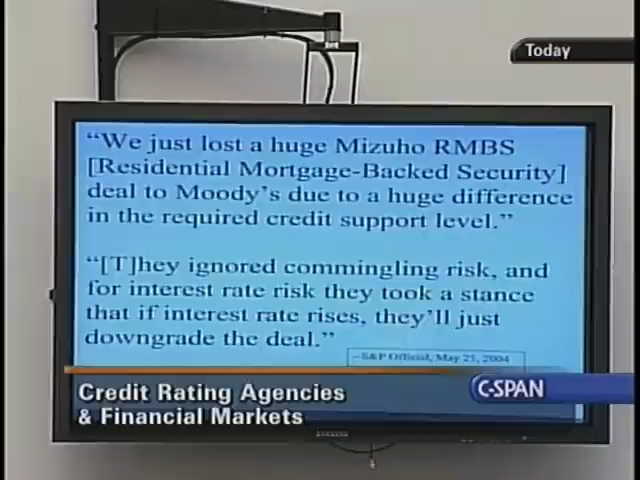 Today
“We just lost a huge Mizuho RMBS
[Residential Mortgage-Backed Security]
deal to Moody’s due to a huge difference
in the required credit support level.”
“[T]hey ignored commingling risk, and
for interest rate risk they took a stance
that if interest rate rises, they’ll just
downgrade the deal.”
–S&P Official, May 25, 2004
Credit Rating Agencies
& Financial Markets
C-SPAN